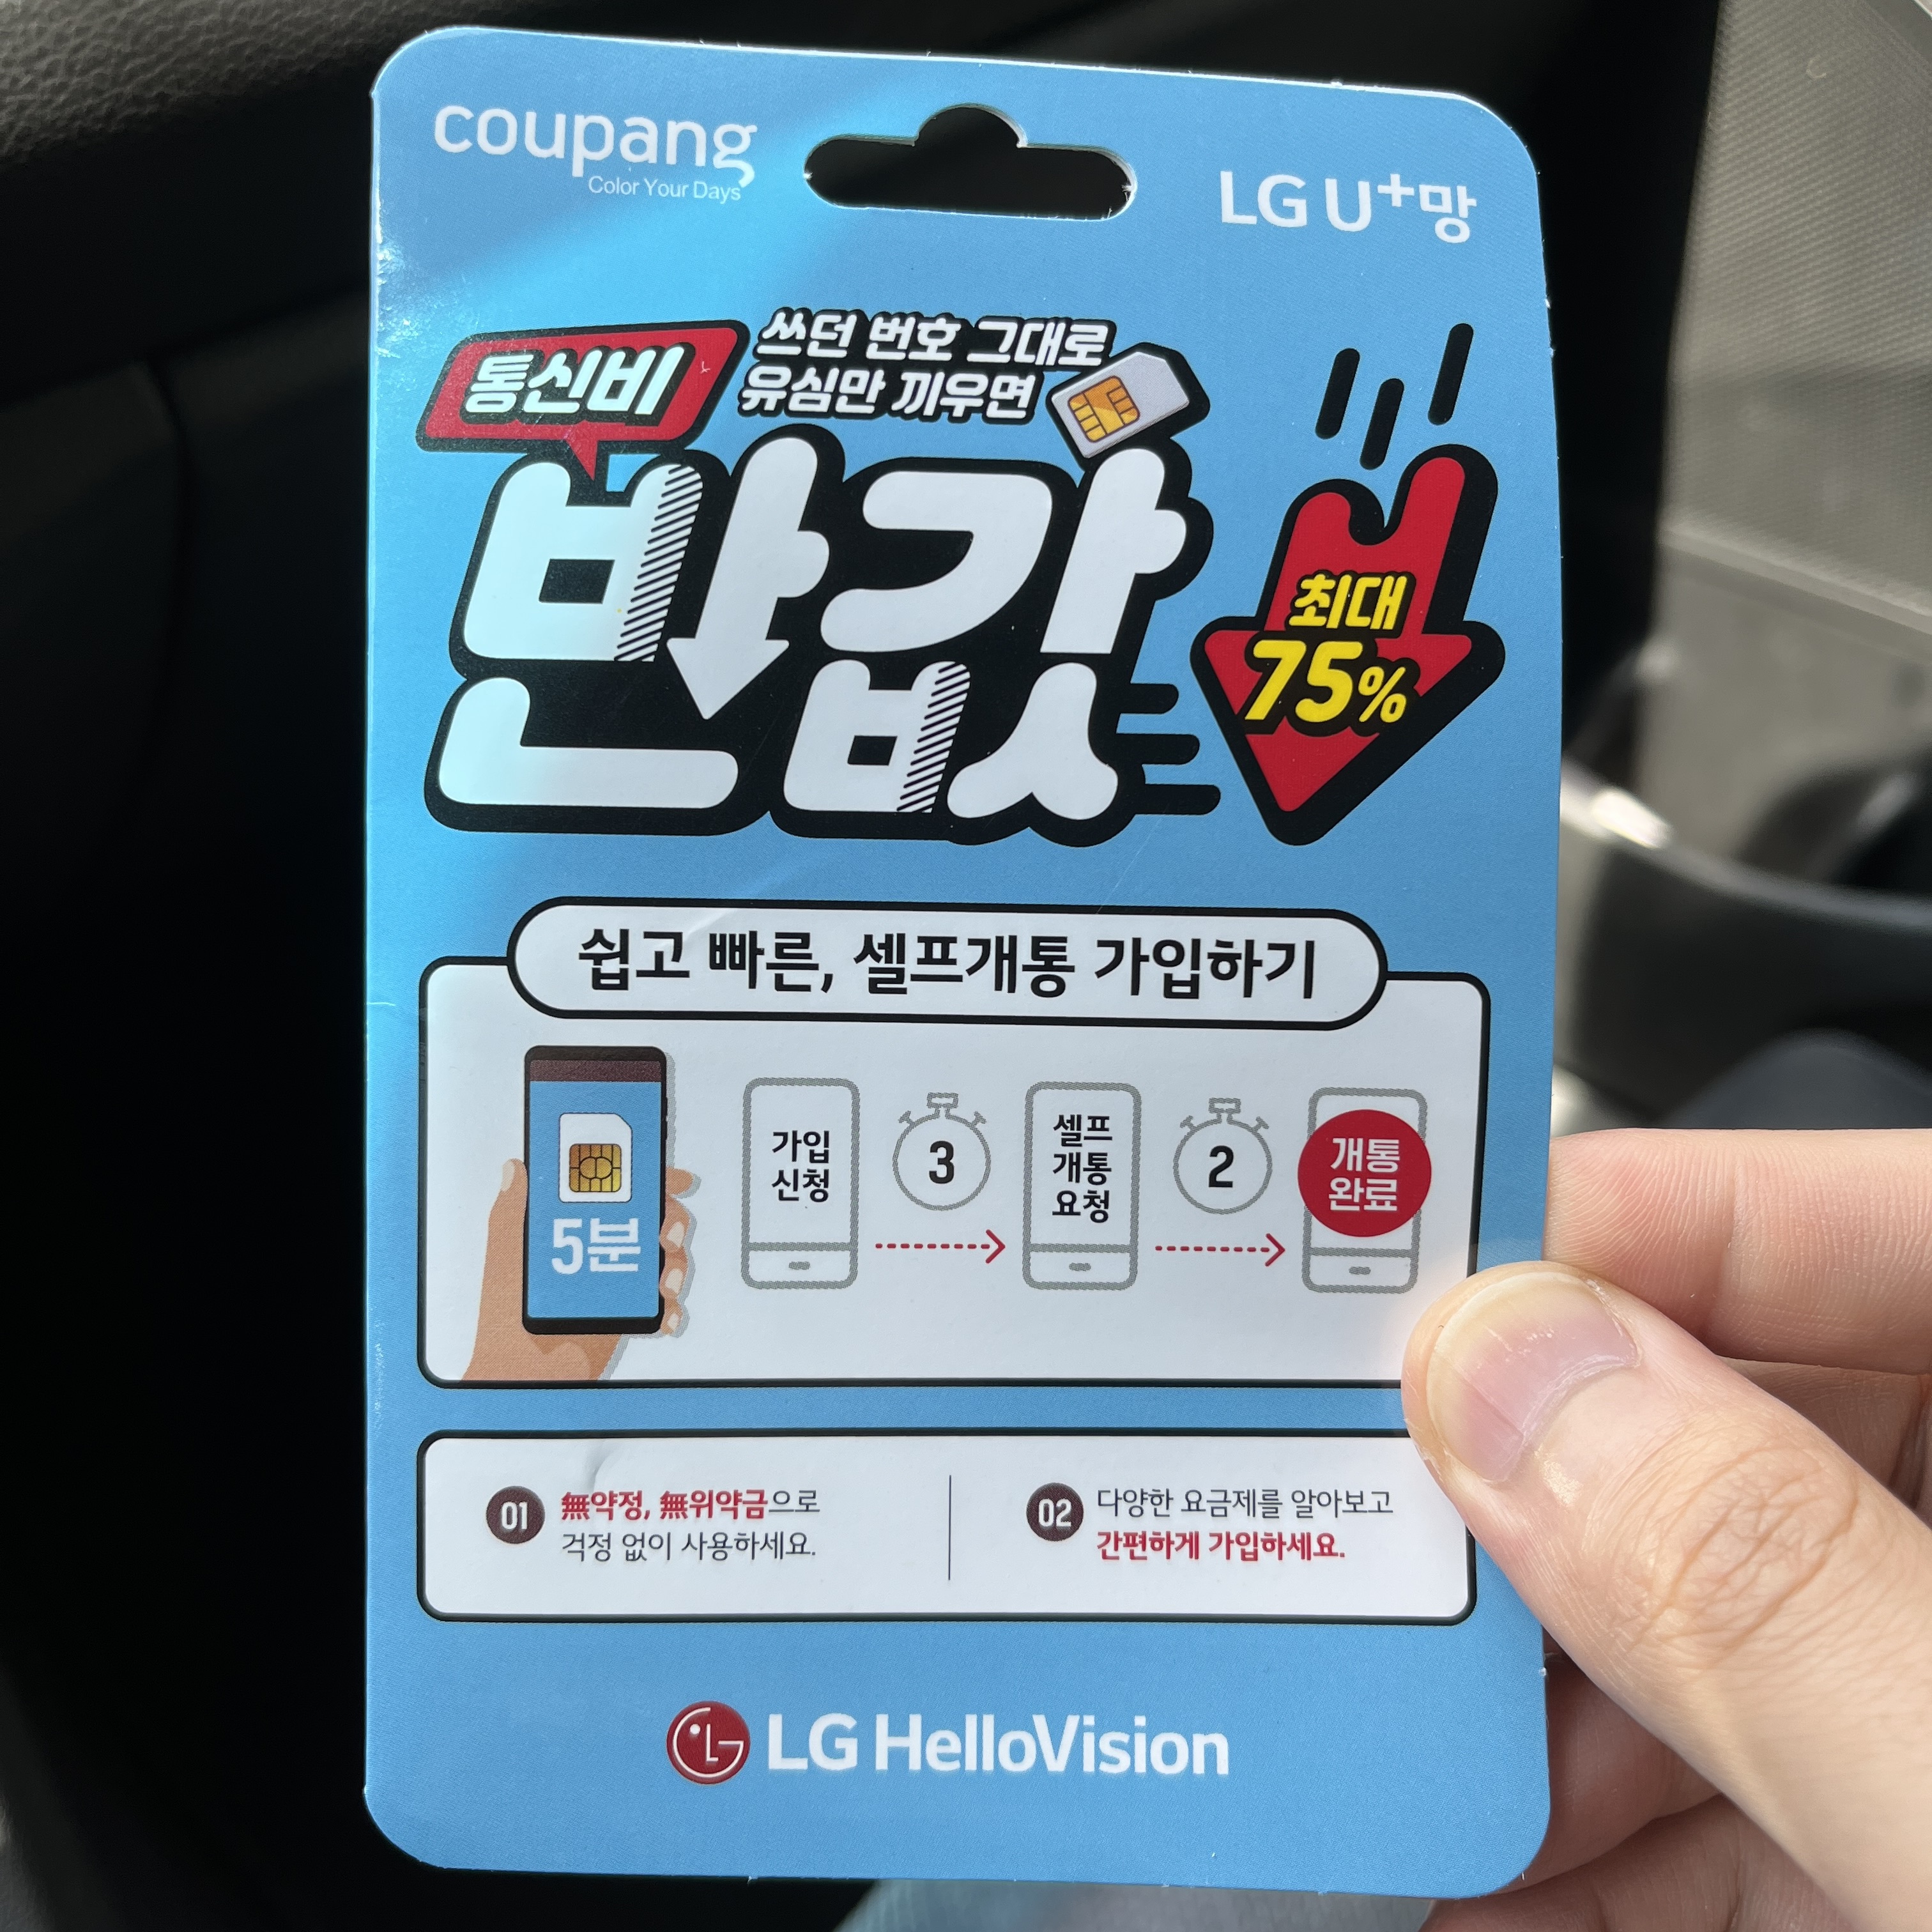 coupang
Color Your Days
LG U+망
통신비
쓰던 번호 그대로
유심만 끼우면
반값
최대
75%
쉽고 빠른, 셀프개통 가입하기
5분
가입
신청
3
셀프
개통
요청
2
개통
완료
01
無약정, 無위약금으로
걱정 없이 사용하세요.
02
다양한 요금제를 알아보고
간편하게 가입하세요.
LG HelloVision